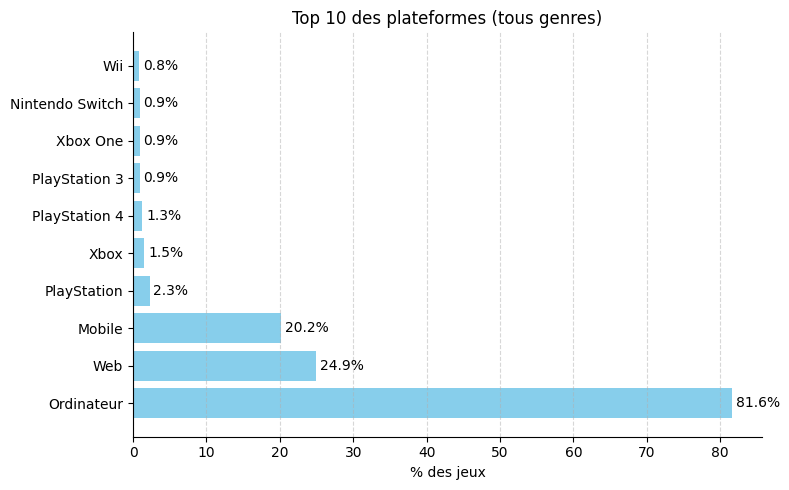 Top 10 des plateformes (tous genres)
Wii 0.8%
Nintendo Switch 0.9%
Xbox One 0.9%
PlayStation 3 0.9%
PlayStation 4 1.3%
Xbox 1.5%
PlayStation 2.3%
Mobile 20.2%
Web 24.9%
Ordinateur 81.6%
0 10 20 30 40 50 60 70 80
% des jeux